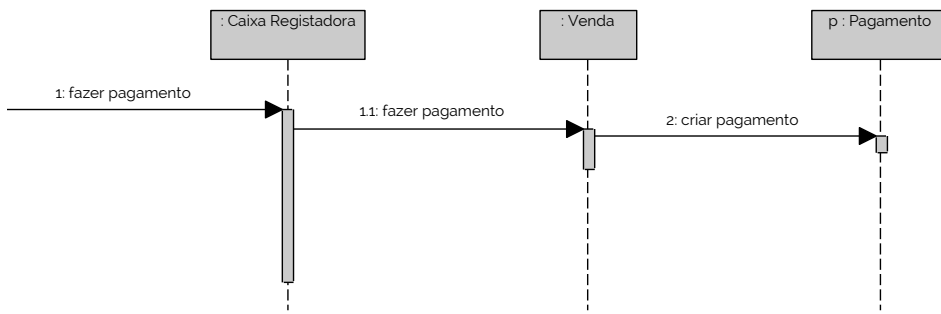 : Caixa Registadora
: Venda
p : Pagamento
1: fazer pagamento
1.1: fazer pagamento
2: criar pagamento